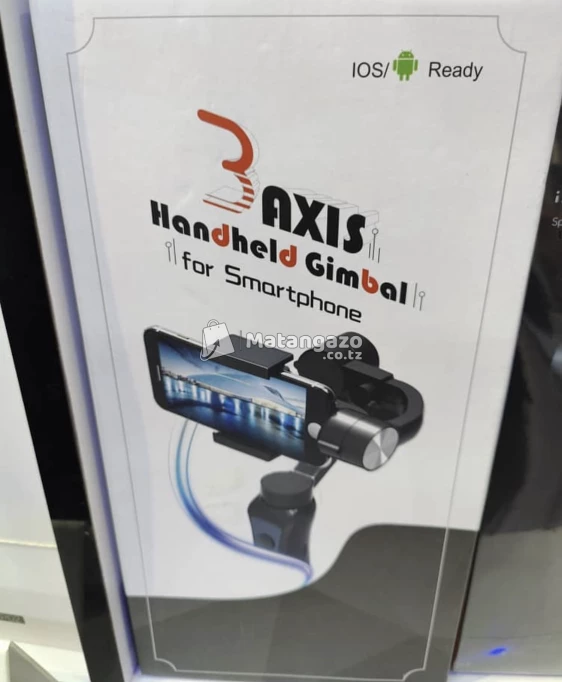 IOS/ Ready
3 AXIS
Handheld Gimbal
for Smartphone
Matangazo
.co.tz